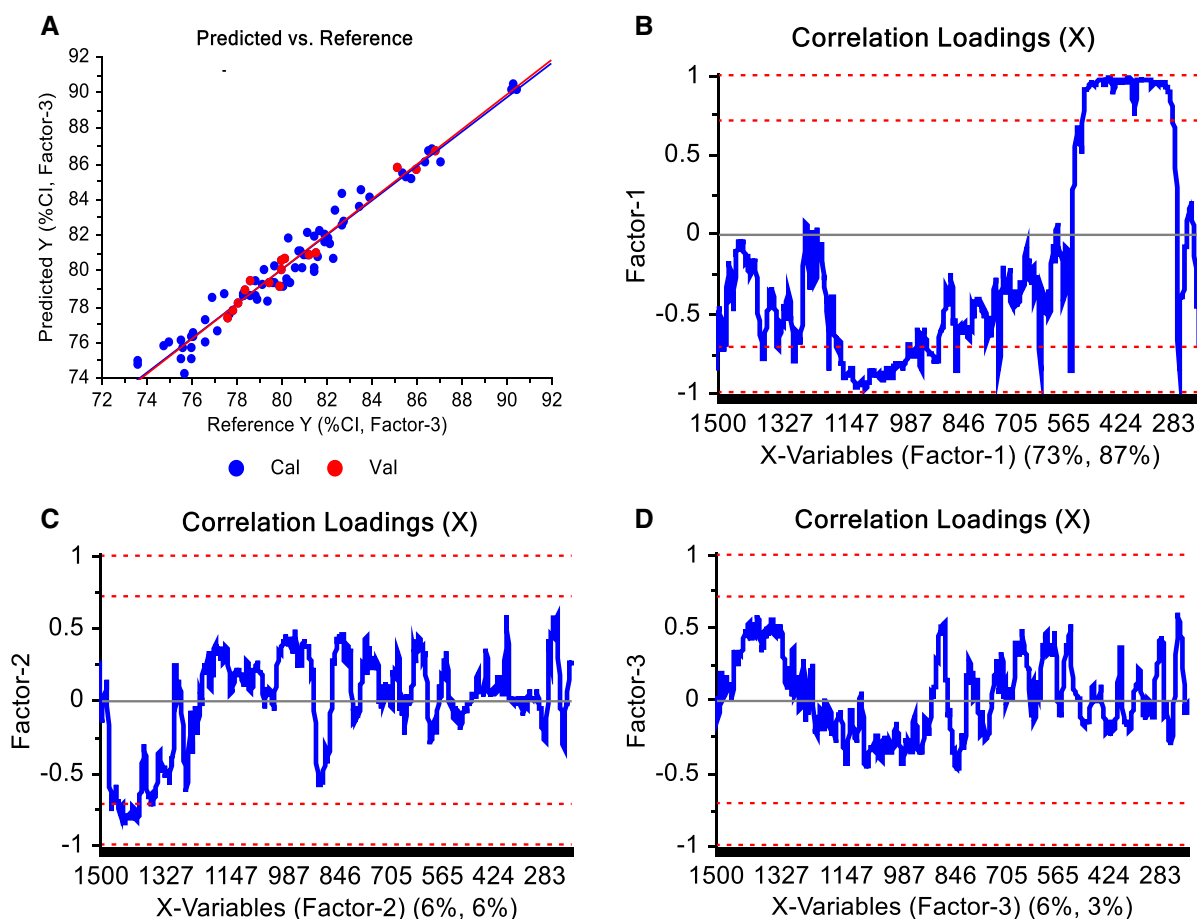 A
Predicted vs. Reference
92
90
88
86
84
82
80
78
76
74
Predicted Y (%CI, Factor-3)
72 74 76 78 80 82 84 86 88 90 92
Reference Y (%CI, Factor-3)
Cal Val
B
Correlation Loadings (X)
1
0.5
0
-0.5
-1
Factor-1
1500 1327 1147 987 846 705 565 424 283
X-Variables (Factor-1) (73%, 87%)
C
Correlation Loadings (X)
1
0.5
0
-0.5
-1
Factor-2
1500 1327 1147 987 846 705 565 424 283
X-Variables (Factor-2) (6%, 6%)
D
Correlation Loadings (X)
1
0.5
0
-0.5
-1
Factor-3
1500 1327 1147 987 846 705 565 424 283
X-Variables (Factor-3) (6%, 3%)